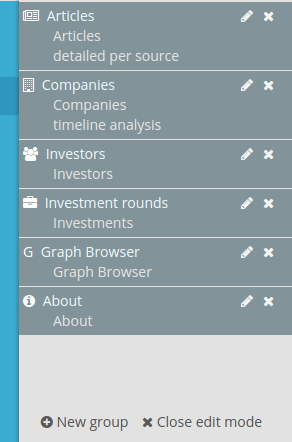 Articles
Articles
detailed per source
Companies
Companies
timeline analysis
Investors
Investors
Investment rounds
Investments
G Graph Browser
Graph Browser
About
About
New group Close edit mode